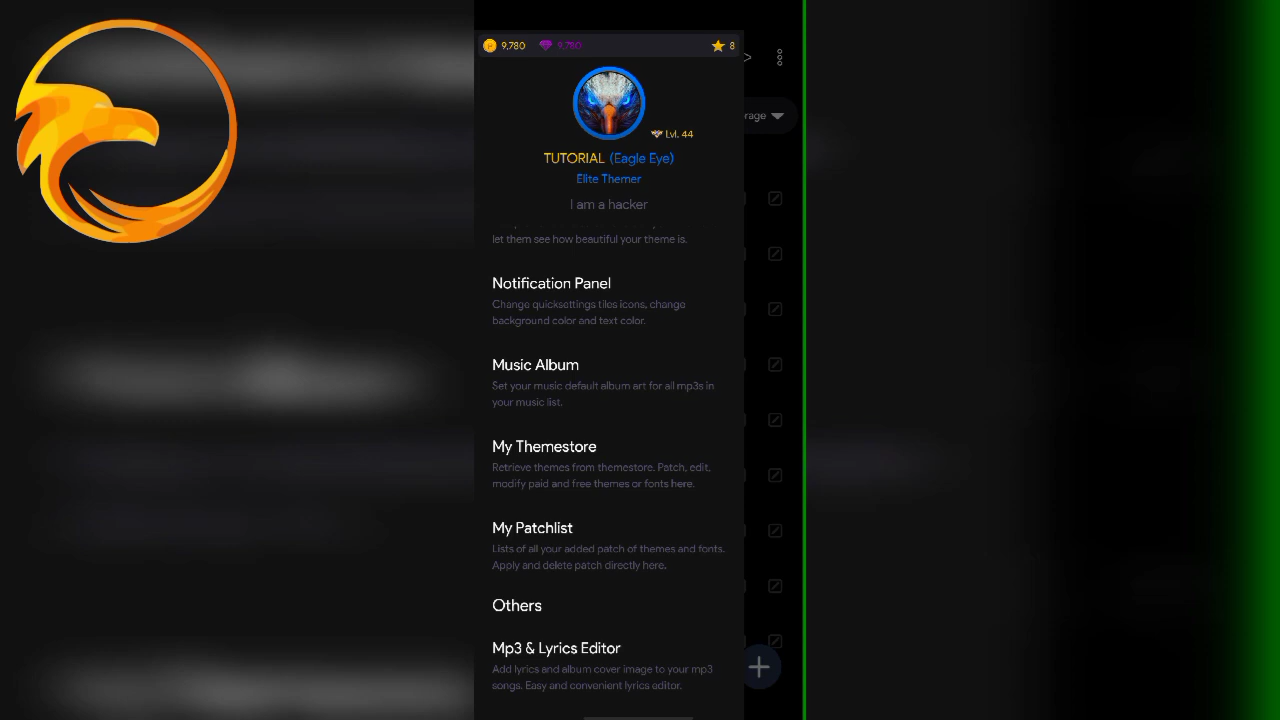 9,780 9,780 8
rage
Lvl. 44
TUTORIAL (Eagle Eye)
Elite Themer
I am a hacker
let them see how beautiful your theme is.
Notification Panel
Change quicksettings tiles icons, change
background color and text color.
Music Album
Set your music default album art for all mp3s in
your music list.
My Themestore
Retrieve themes from themestore. Patch, edit,
modify paid and free themes or fonts here.
My Patchlist
Lists of all your added patch of themes and fonts.
Apply and delete patch directly here.
Others
Mp3 & Lyrics Editor
Add lyrics and album cover image to your mp3
songs. Easy and convenient lyrics editor.